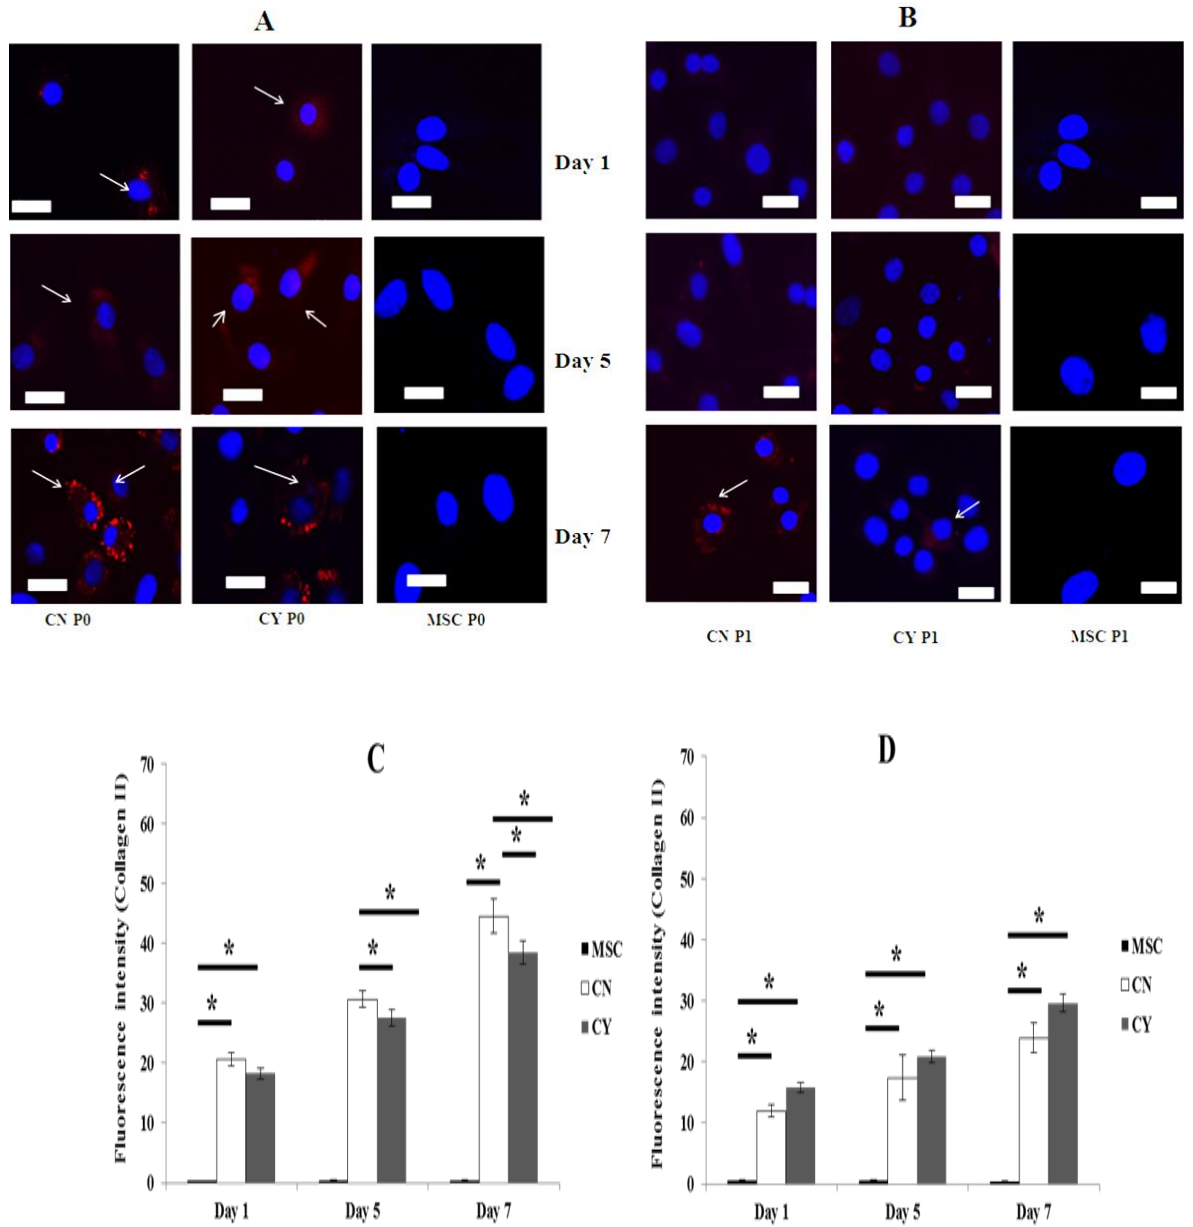 A
B
Day 1
Day 5
Day 7
CN P0
CY P0
MSC P0
CN P1
CY P1
MSC P1
C
Fluorescence intensity (Collagen II)
70
60
50
40
30
20
10
0
*
*
*
*
*
*
*
MSC
CN
CY
Day 1
Day 5
Day 7
D
Fluorescence intensity (Collagen II)
70
60
50
40
30
20
10
0
*
*
*
*
*
*
MSC
CN
CY
Day 1
Day 5
Day 7